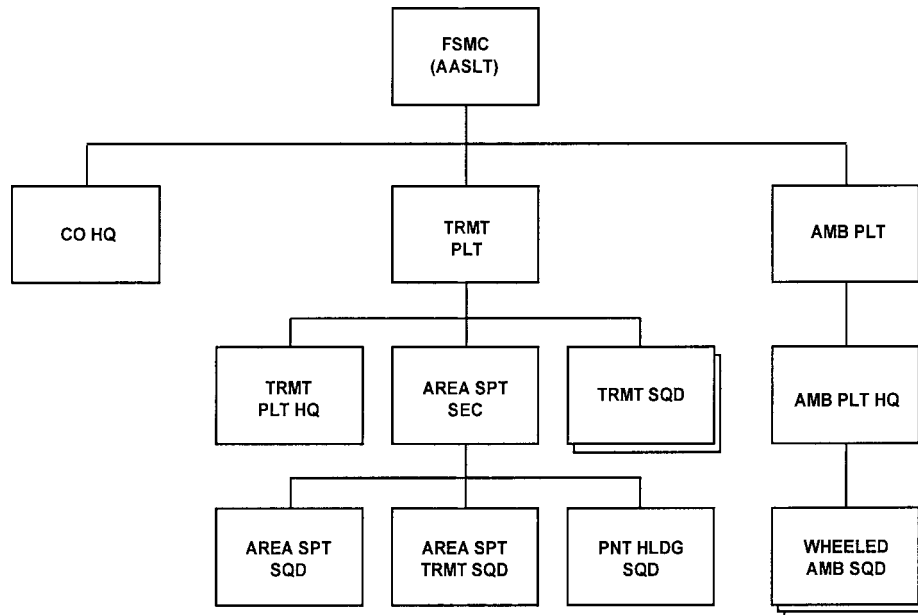 FSMC
(AASLT)
CO HQ
TRMT
PLT
AMB PLT
TRMT
PLT HQ
AREA SPT
SEC
TRMT SQD
AMB PLT HQ
AREA SPT
SQD
AREA SPT
TRMT SQD
PNT HLDG
SQD
WHEELED
AMB SQD